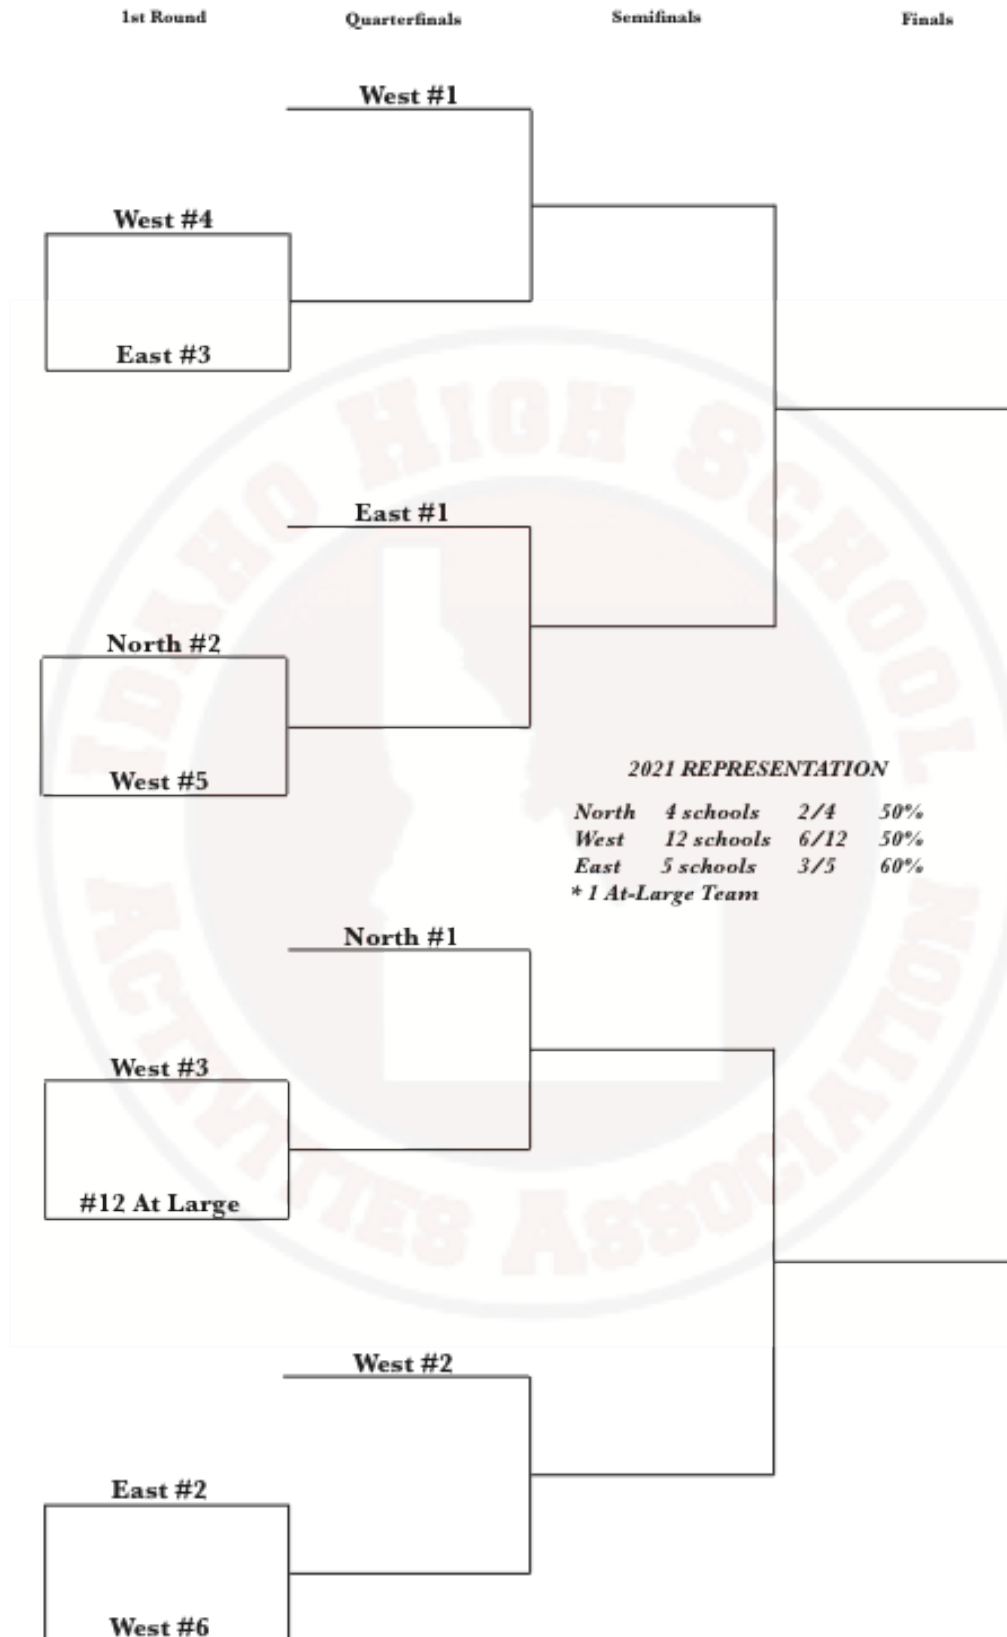 1st Round Quarterfinals Semifinals Finals
West #1
West #4
East #3
East #1
North #2
West #5
2021 REPRESENTATION
North 4 schools 2/4 50%
West 12 schools 6/12 50%
East 5 schools 3/5 60%
* 1 At-Large Team
North #1
West #3
#12 At Large
West #2
East #2
West #6
IDAHO HIGH SCHOOL
ACTIVITIES ASSOCIATION